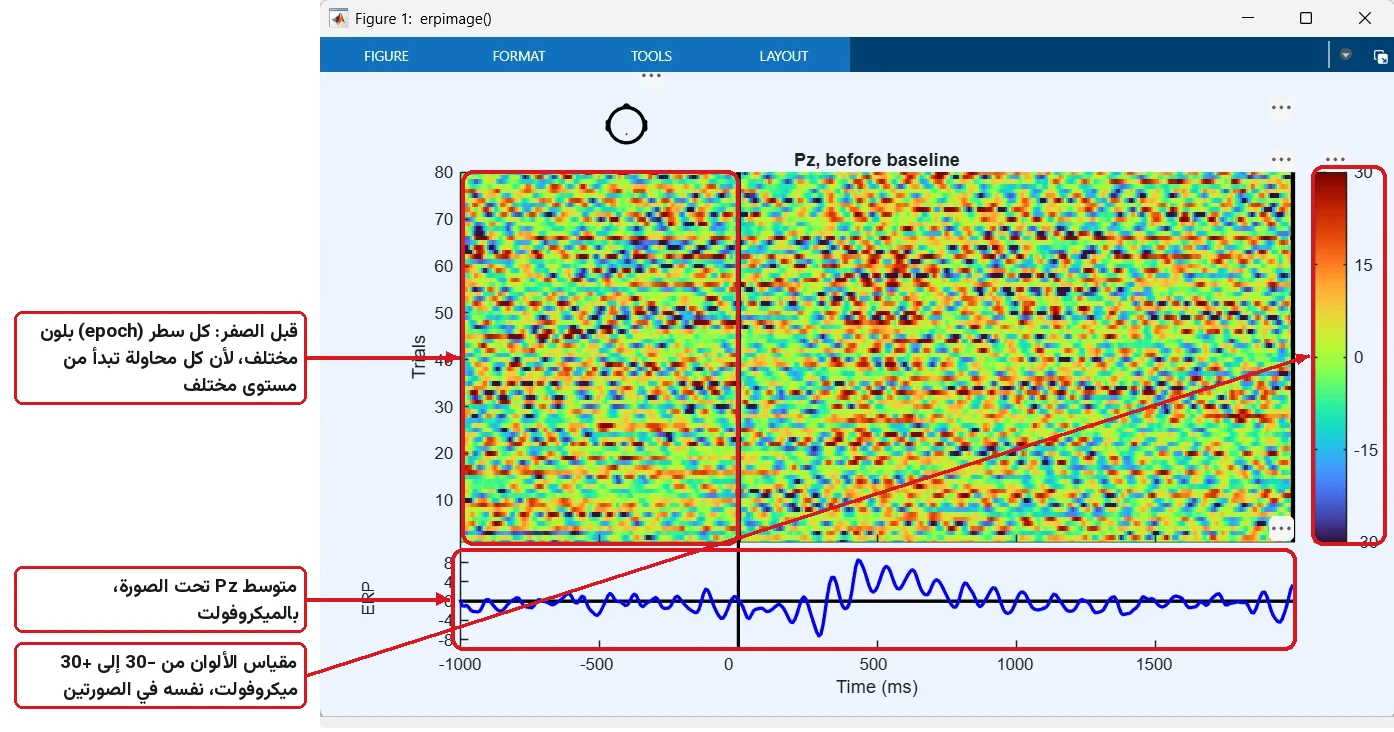 Figure 1: erpimage()
FIGURE FORMAT TOOLS LAYOUT
Pz, before baseline
80
70
60
50
40
30
20
10
Trials
30
15
0
-15
-30
قبل الصفر: كل سطر (epoch) بلون
مختلف، لأن كل محاولة تبدأ من
مستوى مختلف
8
4
0
-4
-8
ERP
متوسط Pz تحت الصورة،
بالميكروفولت
مقياس الألوان من −30 إلى +30
ميكروفولت، نفسه في الصورتين
-1000 -500 0 500 1000 1500
Time (ms)